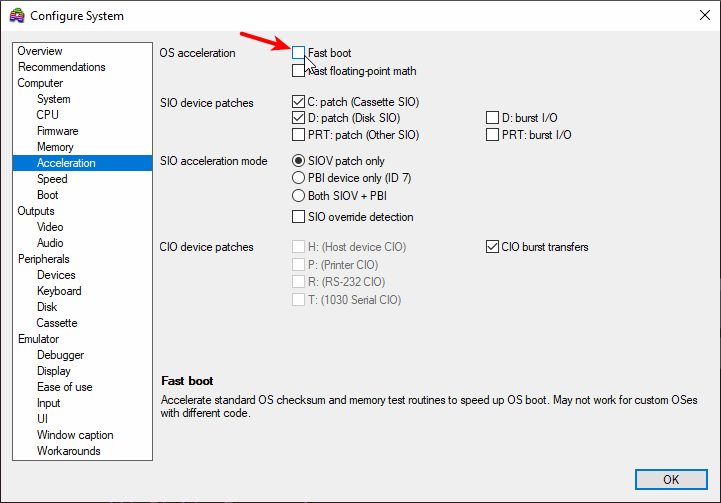 Configure System
Overview
Recommendations
Computer
System
CPU
Firmware
Memory
Acceleration
Speed
Boot
Outputs
Video
Audio
Peripherals
Devices
Keyboard
Disk
Cassette
Emulator
Debugger
Display
Ease of use
Input
UI
Window caption
Workarounds
OS acceleration
Fast boot
Fast floating-point math
SIO device patches
C: patch (Cassette SIO)
D: patch (Disk SIO)
D: burst I/O
PRT: patch (Other SIO)
PRT: burst I/O
SIO acceleration mode
SIOV patch only
PBI device only (ID 7)
Both SIOV + PBI
SIO override detection
CIO device patches
H: (Host device CIO)
CIO burst transfers
P: (Printer CIO)
R: (RS-232 CIO)
T: (1030 Serial CIO)
Fast boot
Accelerate standard OS checksum and memory test routines to speed up OS boot. May not work for custom OSes
with different code.
OK